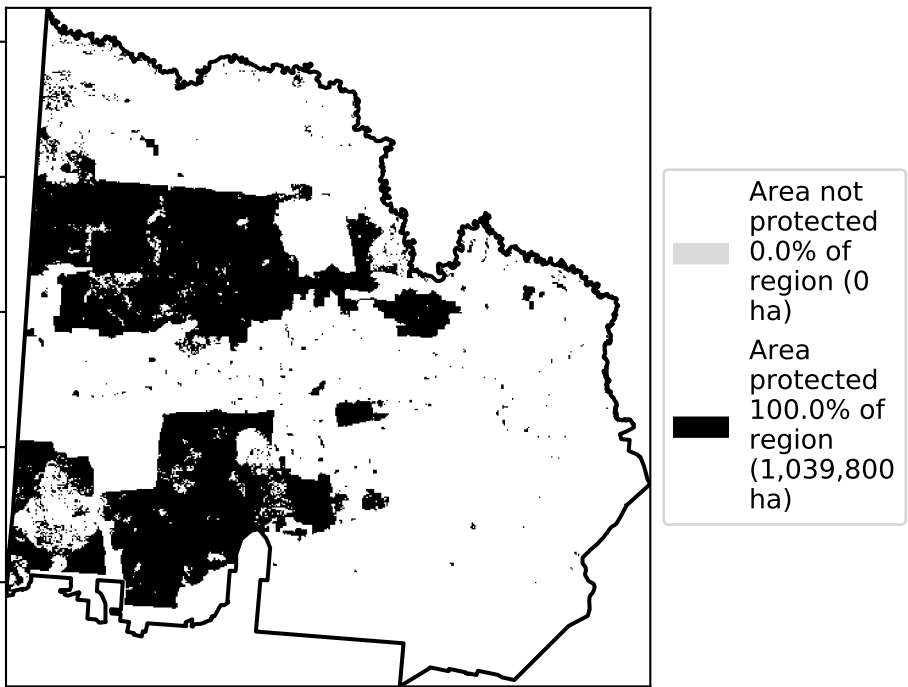 Area not
protected
0.0% of
region (0
ha)
Area
protected
100.0% of
region
(1,039,800
ha)